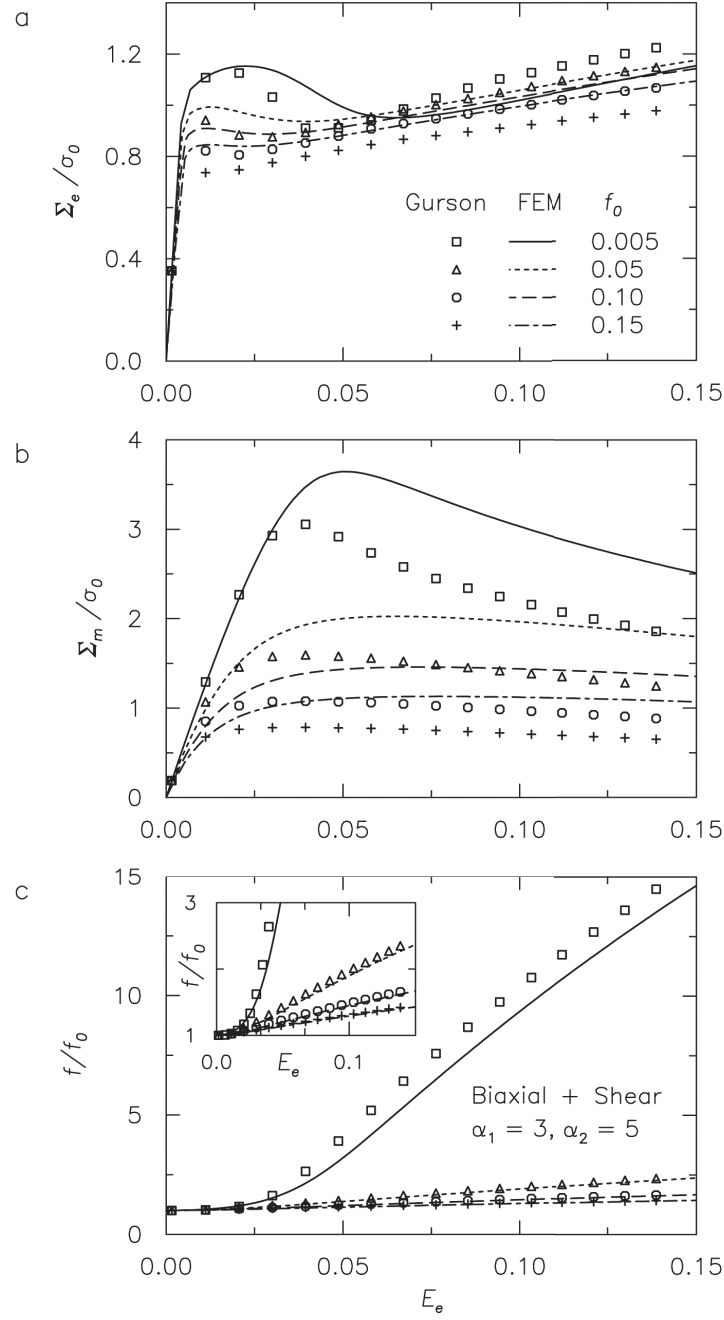 a
1.2
0.8
0.4
0.0
Σe/σ0
Gurson FEM f0
0.005
0.05
0.10
0.15
0.00 0.05 0.10 0.15
b
4
3
2
1
0
Σm/σ0
0.00 0.05 0.10 0.15
c
15
10
5
0
f/f0
3
1
f/f0
0.0 0.1
Ee
Biaxial + Shear
α1 = 3, α2 = 5
0.00 0.05 0.10 0.15
Ee